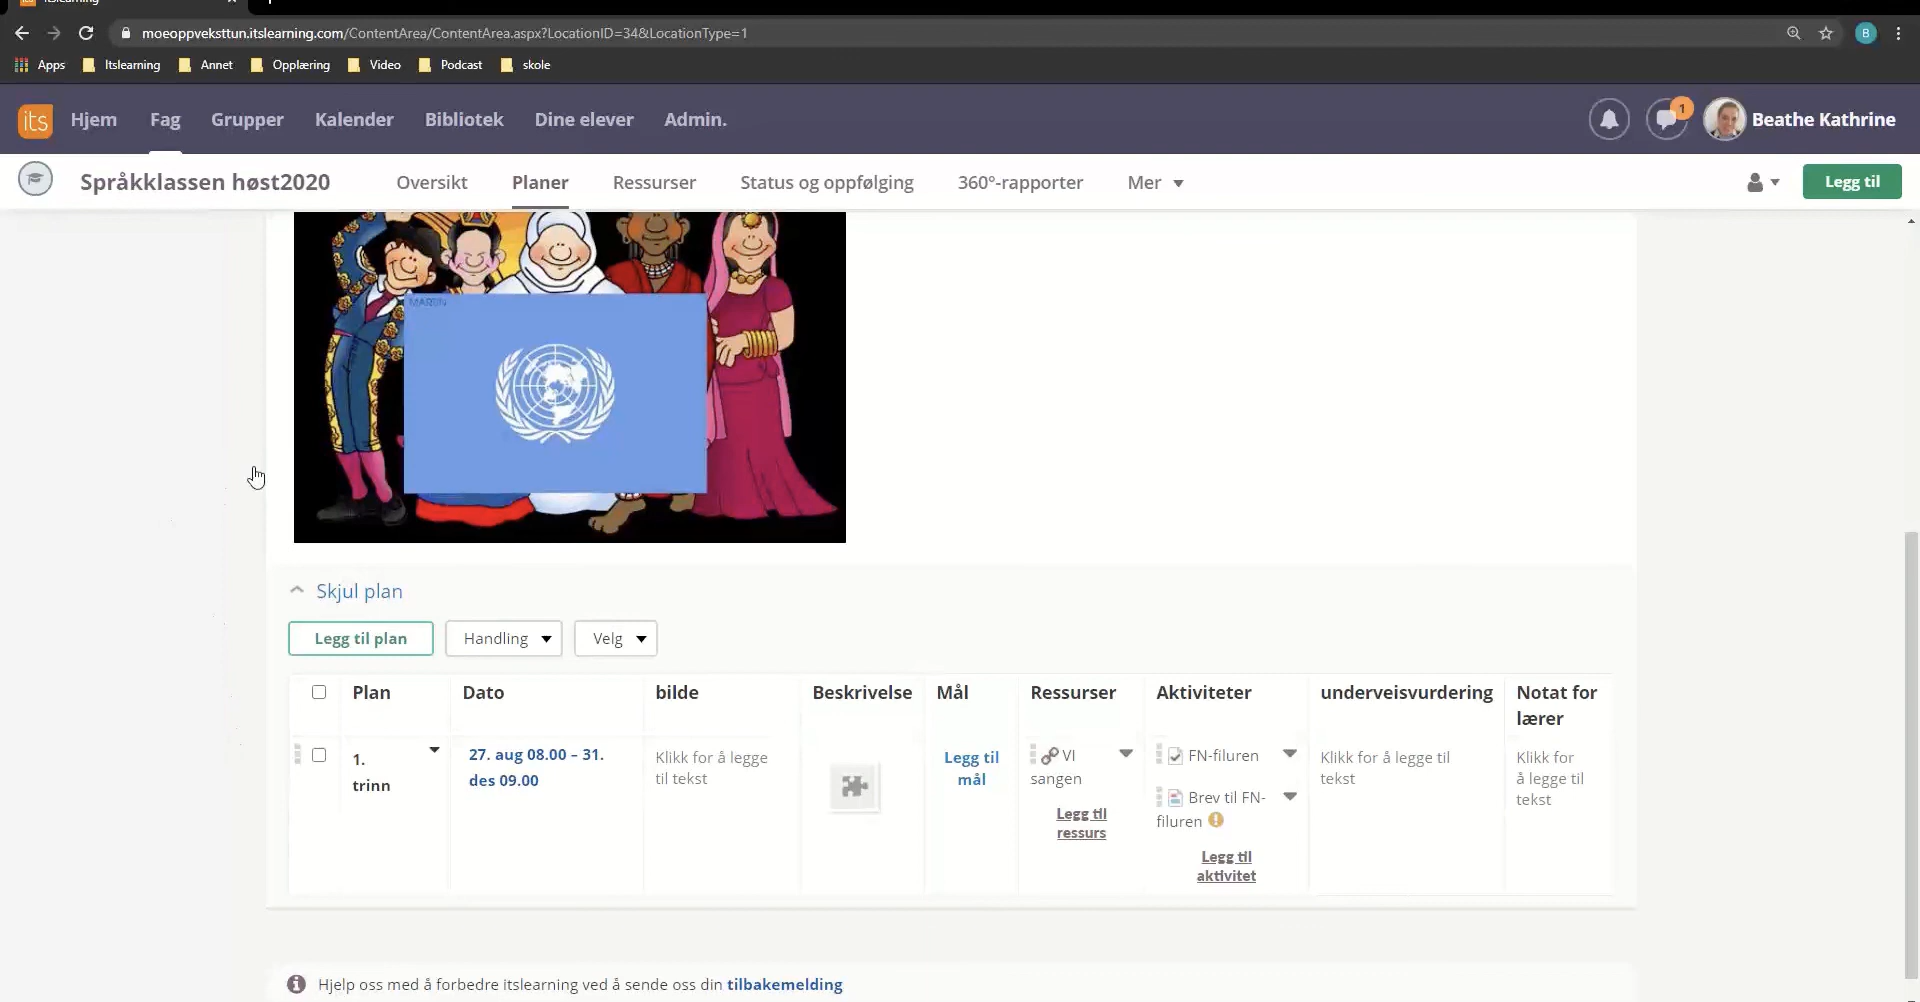 itslearning
moeoppveksttun.itslearning.com/ContentArea/ContentArea.aspx?LocationID=34&LocationType=1
B
Apps Itslearning Annet Opplæring Video Podcast skole
its Hjem Fag Grupper Kalender Bibliotek Dine elever Admin. 1 Beathe Kathrine
Språkklassen høst2020 Oversikt Planer Ressurser Status og oppfølging 360°-rapporter Mer Legg til
MARTIN
Skjul plan
Legg til plan Handling Velg
Plan Dato bilde Beskrivelse Mål Ressurser Aktiviteter underveisvurdering Notat for
lærer
1.
trinn
27. aug 08.00 – 31.
des 09.00
Klikk for å legge
til tekst
Legg til
mål
VI
sangen
Legg til
ressurs
FN-filuren
Brev til FN-
filuren
Legg til
aktivitet
Klikk for å legge til
tekst
Klikk for
å legge til
tekst
Hjelp oss med å forbedre itslearning ved å sende oss din tilbakemelding